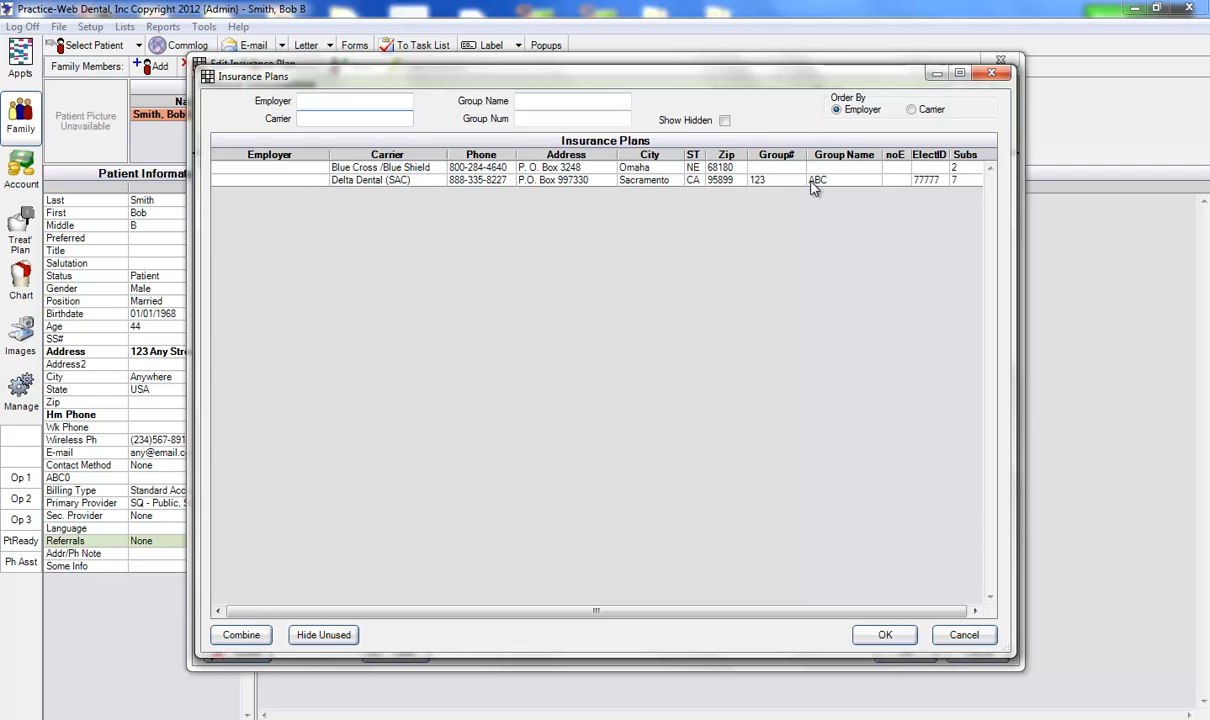 Practice-Web Dental, Inc Copyright 2012 {Admin} - Smith, Bob B
Log Off File Setup Lists Reports Tools Help
Select Patient Commlog E-mail Letter Forms To Task List Label Popups
Appts
Family Members: Add
Family
Account
Treat' Plan
Chart
Images
Manage
Op 1
Op 2
Op 3
PtReady
Ph Asst
Patient Picture
Unavailable
Smith, Bob
Patient Informa
Last Smith
First Bob
Middle B
Preferred
Title
Salutation
Status Patient
Gender Male
Position Married
Birthdate 01/01/1968
Age 44
SS#
Address 123 Any Str
Address2
City Anywhere
State USA
Zip
Hm Phone
Wk Phone
Wireless Ph (234)567-891
E-mail any@email.c
Contact Method None
ABC0
Billing Type Standard Acc
Primary Provider SQ - Public, S
Sec. Provider None
Language
Referrals None
Addr/Ph Note
Some Info
Edit Insurance Plan
Insurance Plans
Employer Group Name
Carrier Group Num
Show Hidden
Order By
Employer Carrier
Insurance Plans
Employer Carrier Phone Address City ST Zip Group# Group Name noE ElectID Subs
Blue Cross /Blue Shield 800-284-4640 P. O. Box 3248 Omaha NE 68180 2
Delta Dental (SAC) 888-335-8227 P.O. Box 997330 Sacramento CA 95899 123 ABC 77777 7
Combine Hide Unused OK Cancel